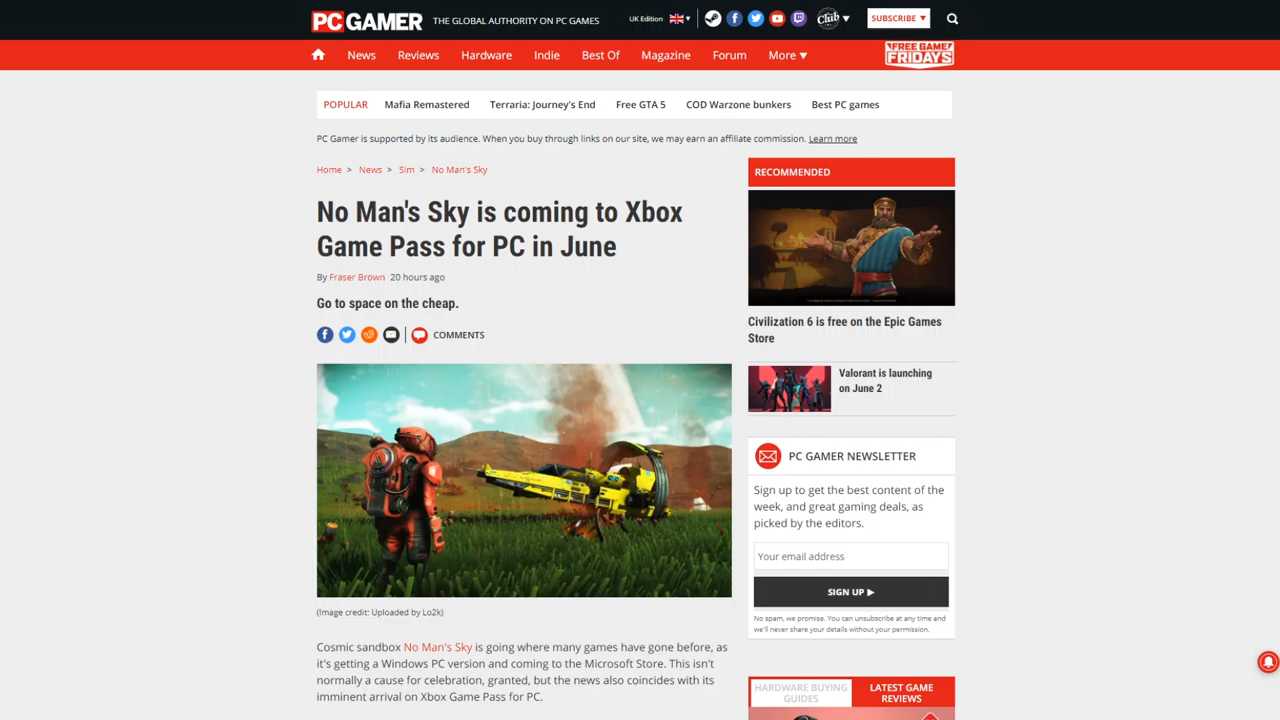 PC GAMER THE GLOBAL AUTHORITY ON PC GAMES UK Edition Club SUBSCRIBE
News Reviews Hardware Indie Best Of Magazine Forum More FREE GAME FRIDAYS
POPULAR Mafia Remastered Terraria: Journey's End Free GTA 5 COD Warzone bunkers Best PC games
PC Gamer is supported by its audience. When you buy through links on our site, we may earn an affiliate commission. Learn more
Home > News > Sim > No Man's Sky
No Man's Sky is coming to Xbox
Game Pass for PC in June
By Fraser Brown 20 hours ago
Go to space on the cheap.
COMMENTS
(Image credit: Uploaded by Lo2k)
Cosmic sandbox No Man's Sky is going where many games have gone before, as
it's getting a Windows PC version and coming to the Microsoft Store. This isn't
normally a cause for celebration, granted, but the news also coincides with its
imminent arrival on Xbox Game Pass for PC.
RECOMMENDED
Civilization 6 is free on the Epic Games
Store
Valorant is launching
on June 2
PC GAMER NEWSLETTER
Sign up to get the best content of the
week, and great gaming deals, as
picked by the editors.
Your email address
SIGN UP ▶
No spam, we promise. You can unsubscribe at any time and
we'll never share your details without your permission.
HARDWARE BUYING
GUIDES
LATEST GAME
REVIEWS